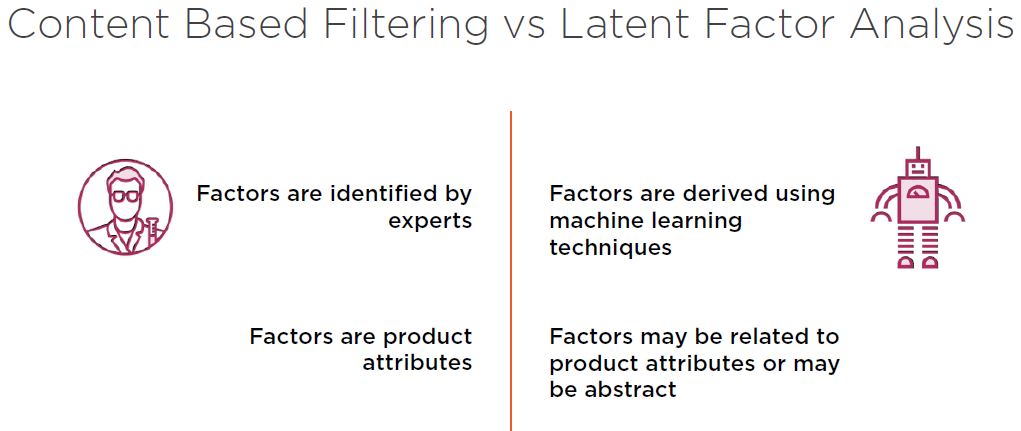 Content Based Filtering vs Latent Factor Analysis
Factors are identified by
experts
Factors are product
attributes
Factors are derived using
machine learning
techniques
Factors may be related to
product attributes or may
be abstract